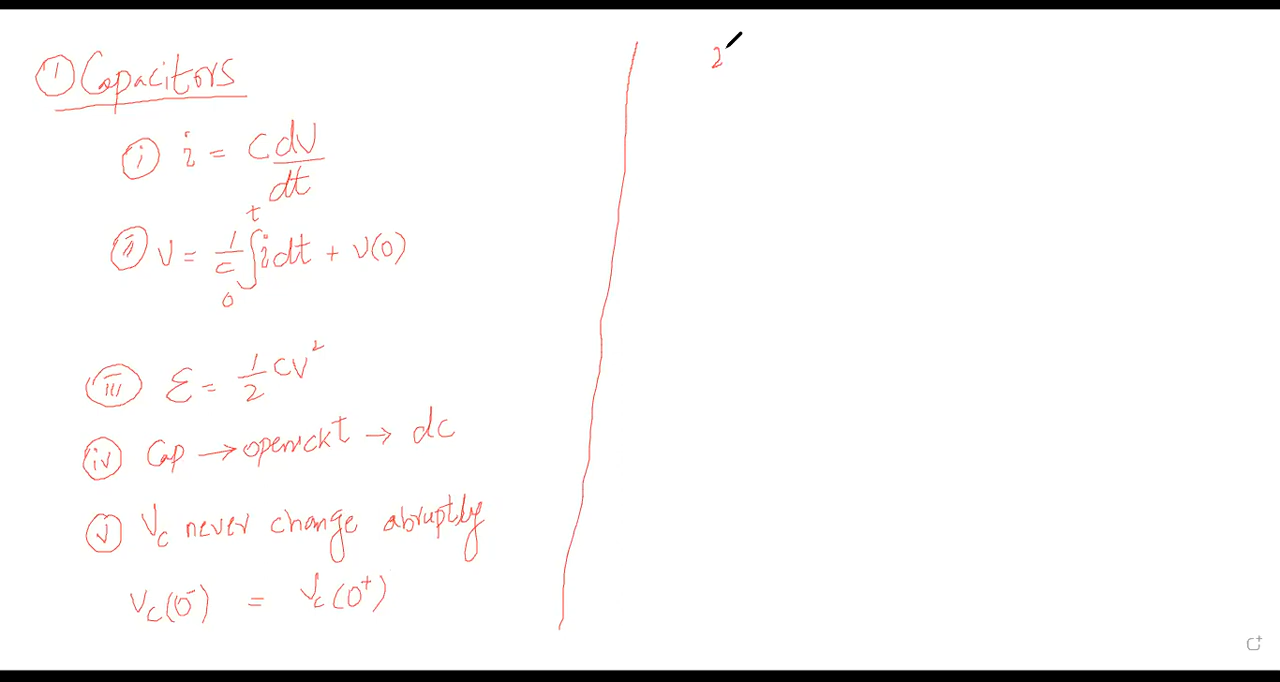 ① Capacitors
ⓘ i = C dV/dt
ⓘⓘ V = 1/C ∫₀ᵗ i dt + V(0)
ⓘⓘⓘ Ɛ = 1/2 CV²
ⓘⓥ Cap → open ckt → dc
ⓥ Vc never change abruptly
Vc(0⁻) = Vc(0⁺)
2